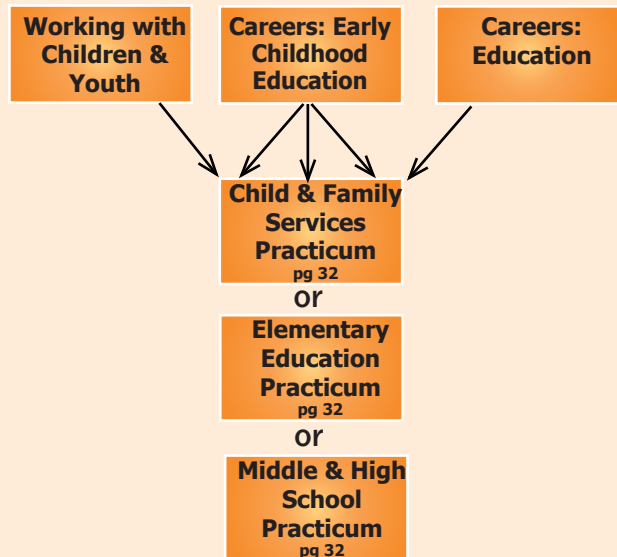 Working with
Children &
Youth
Careers: Early
Childhood
Education
Careers:
Education
Child & Family
Services
Practicum
pg 32
or
Elementary
Education
Practicum
pg 32
or
Middle & High
School
Practicum
pg 32